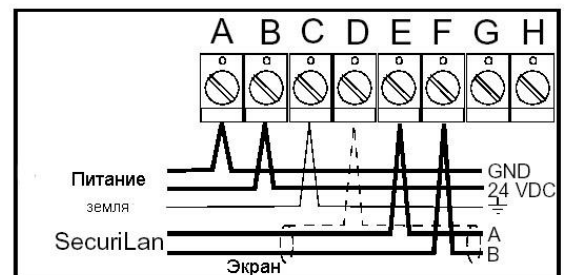 A B C D E F G H
Питание
GND
24 VDC
земля
SecuriLan
A
B
Экран